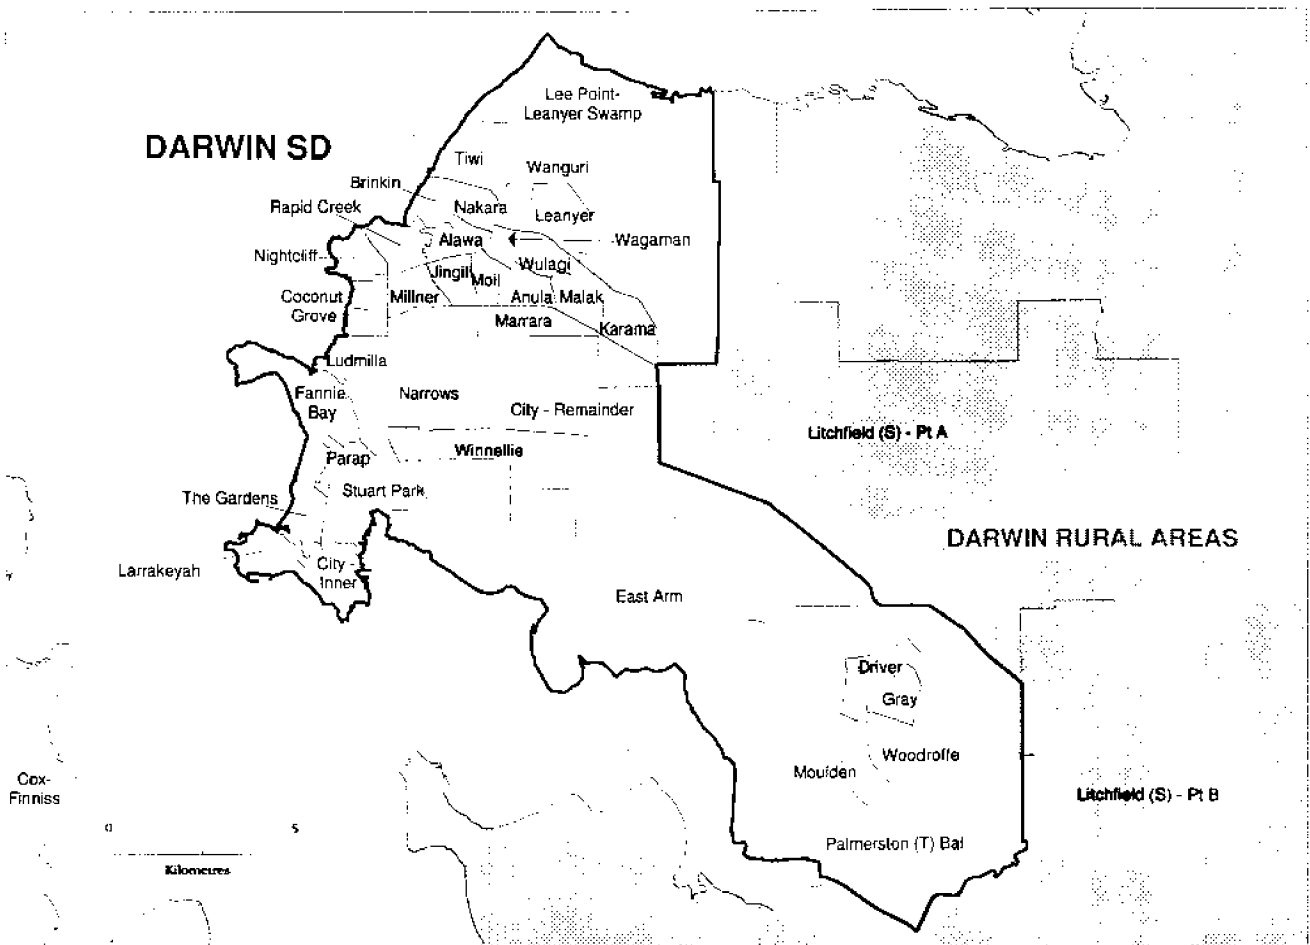 Lee Point-
Leanyer Swamp
DARWIN SD
Tiwi
Wanguri
Brinkin
Rapid Creek
Nakara
Leanyer
Alawa
Wagaman
Nightcliff
Wulagi
Jingili
Moil
Coconut
Grove
Millner
Anula
Malak
Marrara
Karama
Ludmilla
Fannie
Bay
Narrows
City - Remainder
Litchfield (S) - Pt A
Winnellie
Parap
Stuart Park
The Gardens
DARWIN RURAL AREAS
Larrakeyah
City -
Inner
East Arm
Driver
Gray
Woodroffe
Moulden
Cox-
Finniss
Litchfield (S) - Pt B
0 5
Kilometres
Palmerston (T) Bal